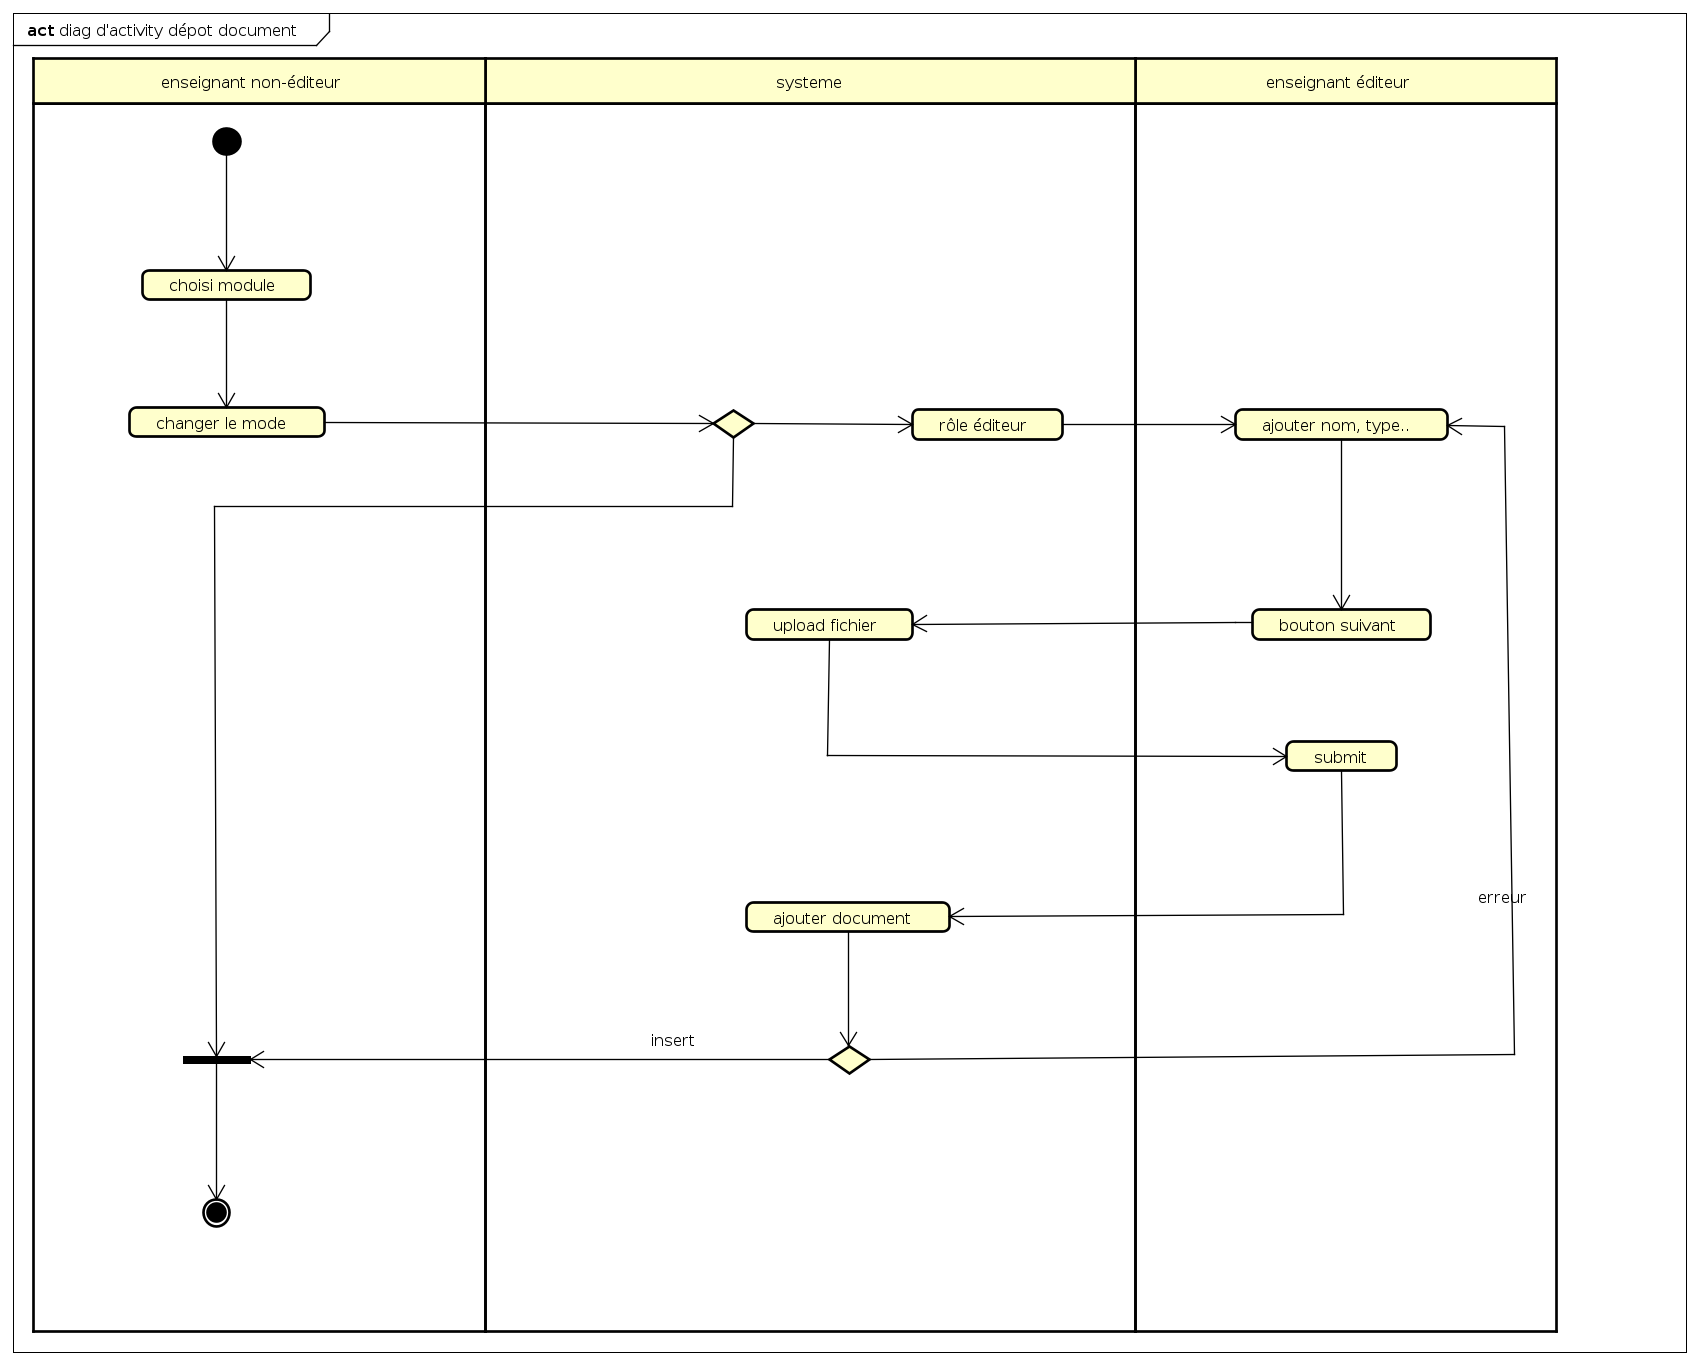 act diag d'activity dépot document
enseignant non-éditeur
systeme
enseignant éditeur
choisi module
changer le mode
rôle éditeur
ajouter nom, type..
upload fichier
bouton suivant
submit
erreur
ajouter document
insert